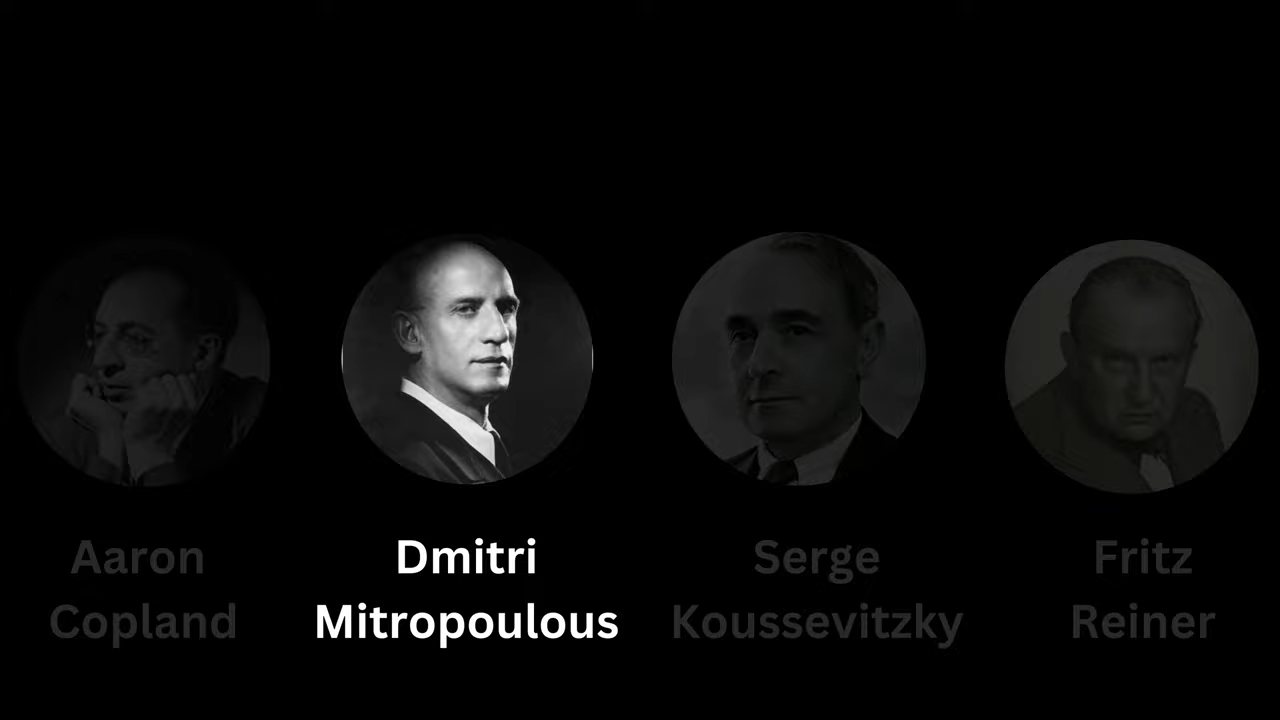 Aaron
Copland
Dmitri
Mitropoulous
Serge
Koussevitzky
Fritz
Reiner